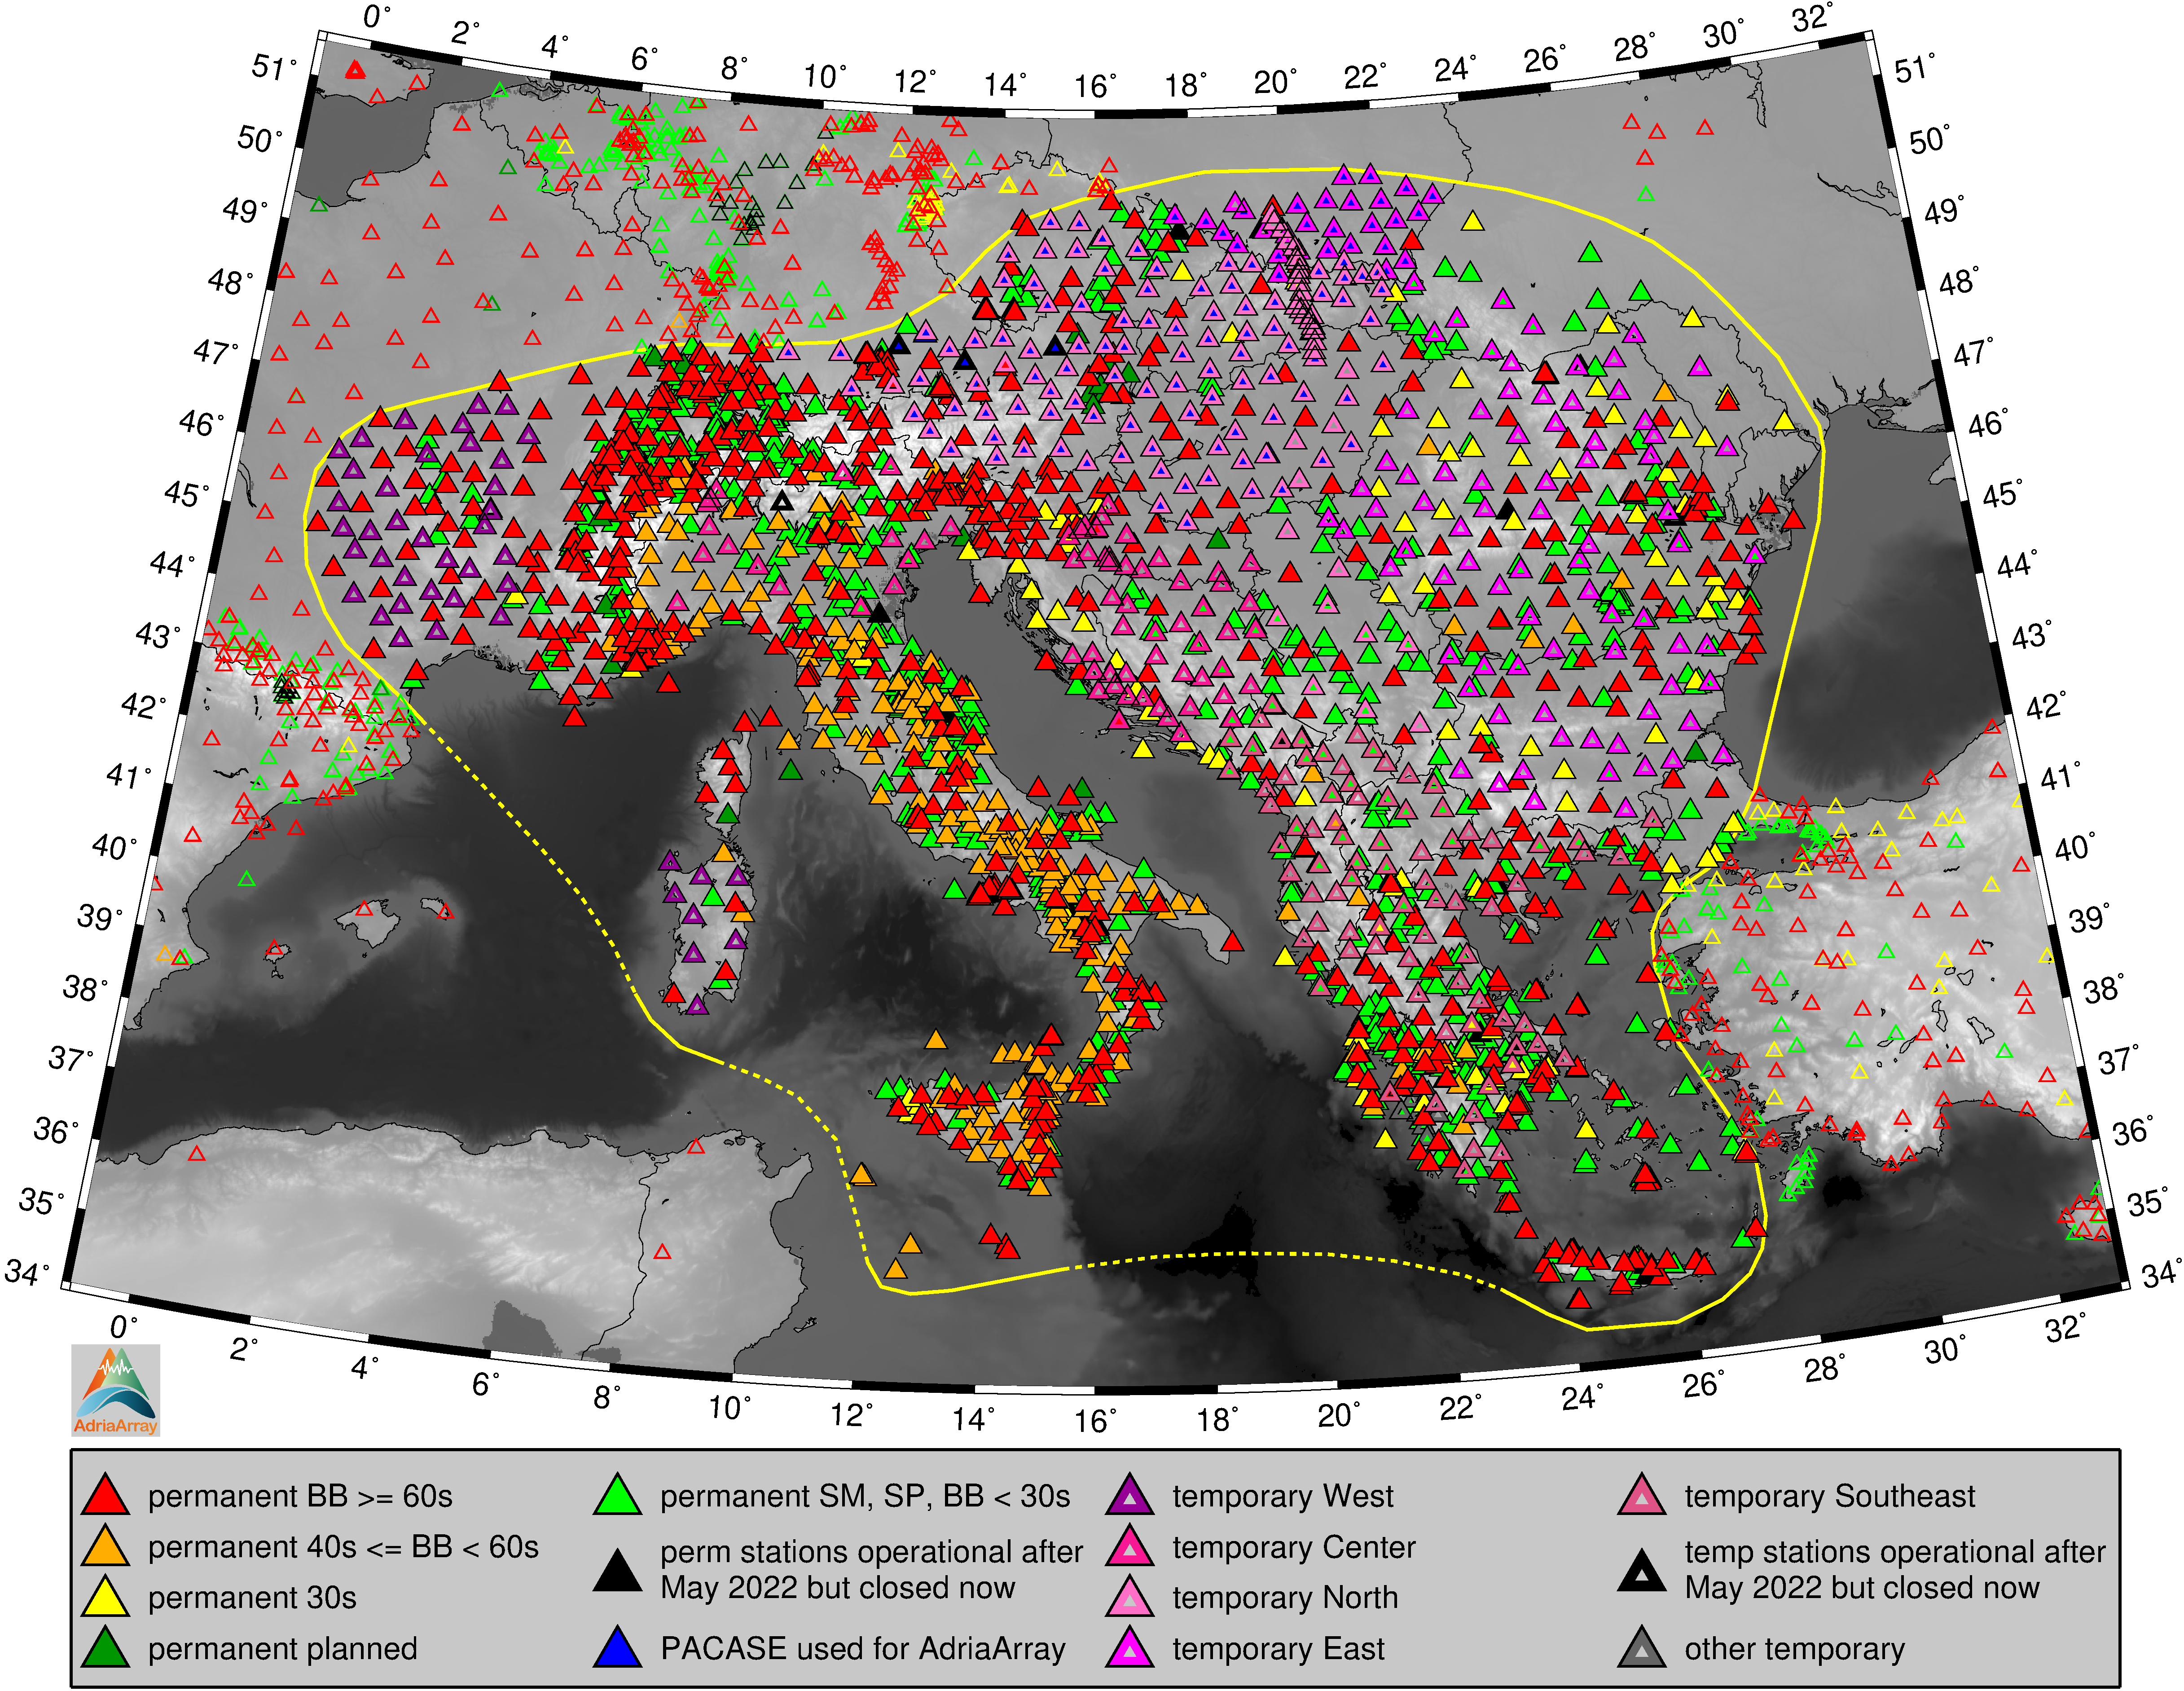 0° 2° 4° 6° 8° 10° 12° 14° 16° 18° 20° 22° 24° 26° 28° 30° 32°
51° 51°
50° 50°
49° 49°
48° 48°
47° 47°
46° 46°
45° 45°
44° 44°
43° 43°
42° 42°
41° 41°
40° 40°
39° 39°
38° 38°
37° 37°
36° 36°
35° 35°
34° 34°
0° 2° 4° 6° 8° 10° 12° 14° 16° 18° 20° 22° 24° 26° 28° 30° 32°
AdriaArray
permanent BB >= 60s
permanent 40s <= BB < 60s
permanent 30s
permanent planned
permanent SM, SP, BB < 30s
perm stations operational after
May 2022 but closed now
PACASE used for AdriaArray
temporary West
temporary Center
temporary North
temporary East
temporary Southeast
temp stations operational after
May 2022 but closed now
other temporary